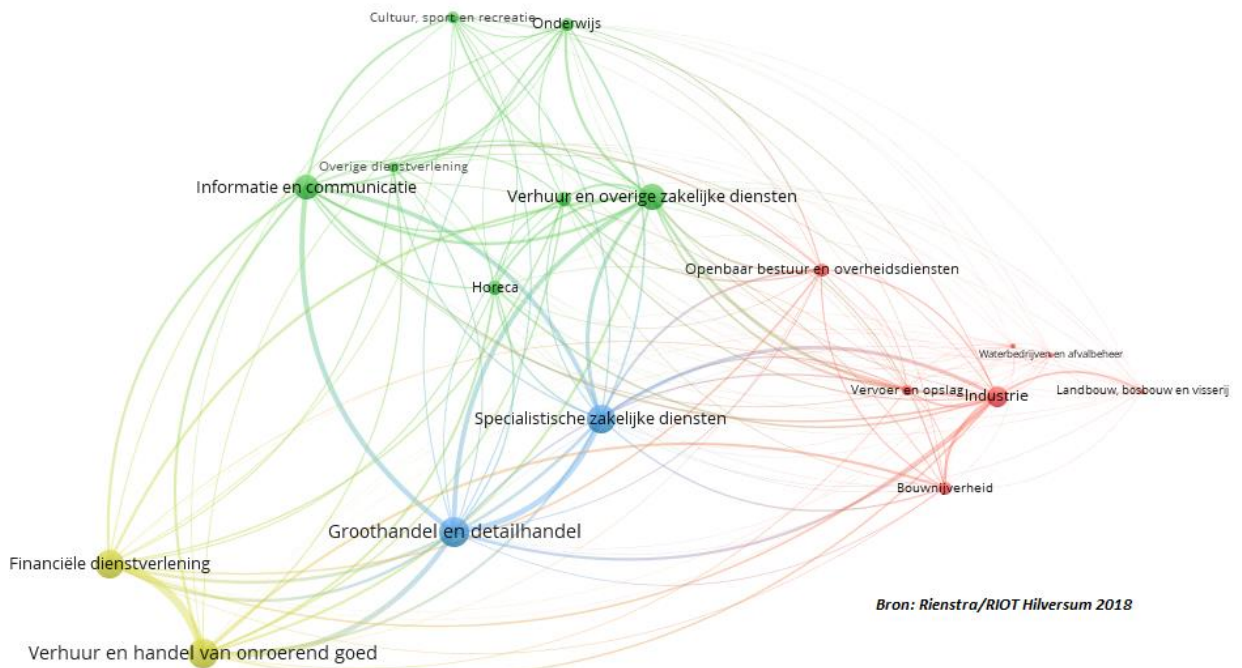 Cultuur, sport en recreatie
Onderwijs
Overige dienstverlening
Informatie en communicatie
Verhuur en overige zakelijke diensten
Openbaar bestuur en overheidsdiensten
Horeca
Waterbedrijven en afvalbeheer
Vervoer en opslag
Industrie
Landbouw, bosbouw en visserij
Specialistische zakelijke diensten
Bouwnijverheid
Groothandel en detailhandel
Financiële dienstverlening
Bron: Rienstra/RIOT Hilversum 2018
Verhuur en handel van onroerend goed